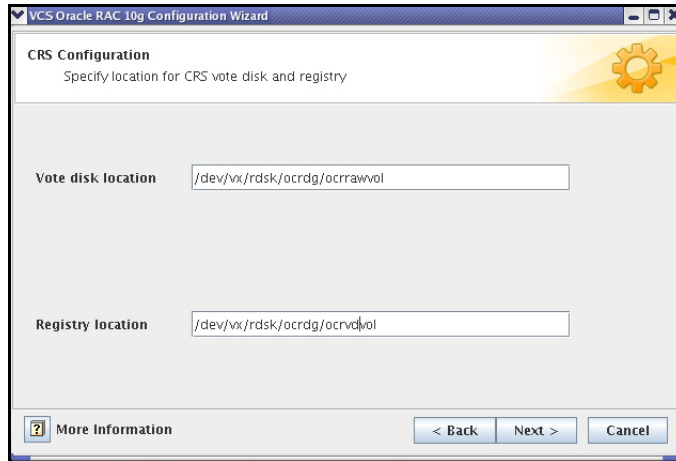 VCS Oracle RAC 10g Configuration Wizard
CRS Configuration
Specify location for CRS vote disk and registry
Vote disk location
/dev/vx/rdsk/ocrdg/ocrrawvol
Registry location
/dev/vx/rdsk/ocrdg/ocrvdvol
? More Information
< Back
Next >
Cancel